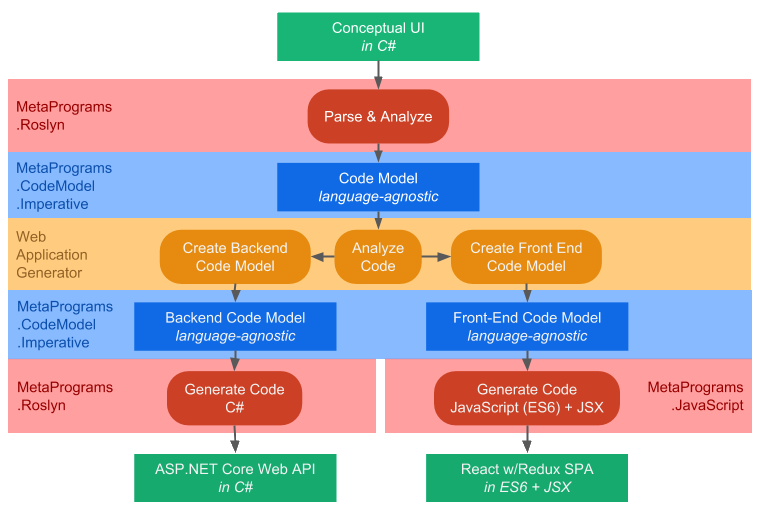 Conceptual UI
in C#
MetaPrograms
.Roslyn
Parse & Analyze
MetaPrograms
.CodeModel
.Imperative
Code Model
language-agnostic
Web
Application
Generator
Create Backend
Code Model
Analyze
Code
Create Front End
Code Model
MetaPrograms
.CodeModel
.Imperative
Backend Code Model
language-agnostic
Front-End Code Model
language-agnostic
MetaPrograms
.Roslyn
Generate Code
C#
Generate Code
JavaScript (ES6) + JSX
MetaPrograms
.JavaScript
ASP.NET Core Web API
in C#
React w/Redux SPA
in ES6 + JSX